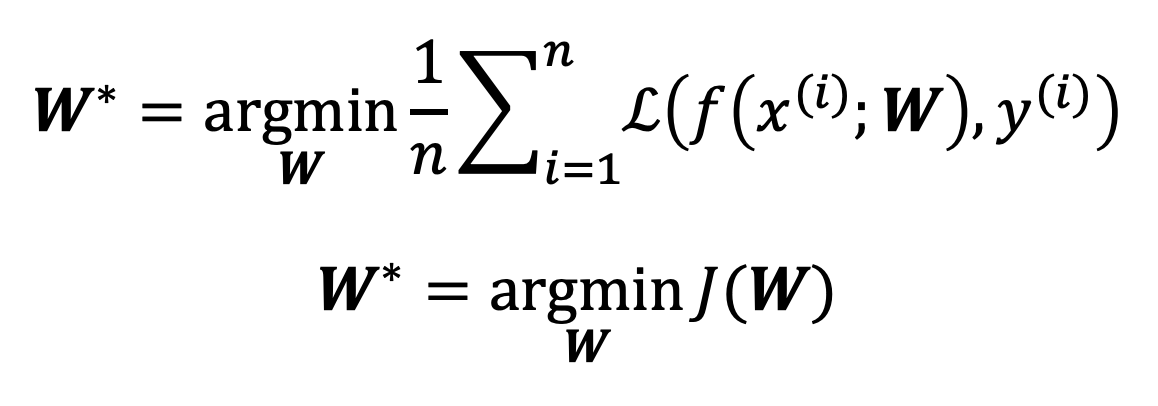 W* = argmin_W 1/n ∑_{i=1}^{n} ℒ(f(x^{(i)}; W), y^{(i)})
W* = argmin_W J(W)